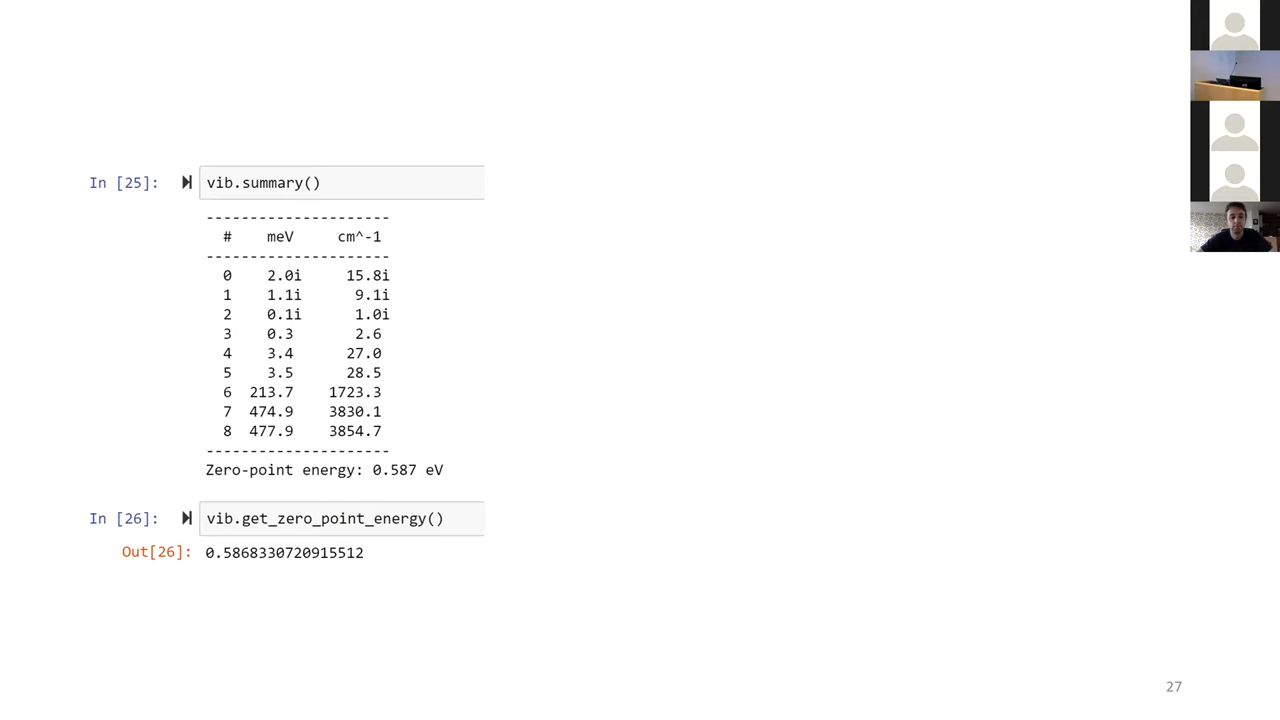 In [25]: vib.summary()
---------------------
# meV cm^-1
---------------------
0 2.0i 15.8i
1 1.1i 9.1i
2 0.1i 1.0i
3 0.3 2.6
4 3.4 27.0
5 3.5 28.5
6 213.7 1723.3
7 474.9 3830.1
8 477.9 3854.7
---------------------
Zero-point energy: 0.587 eV
In [26]: vib.get_zero_point_energy()
Out[26]: 0.5868330720915512
27